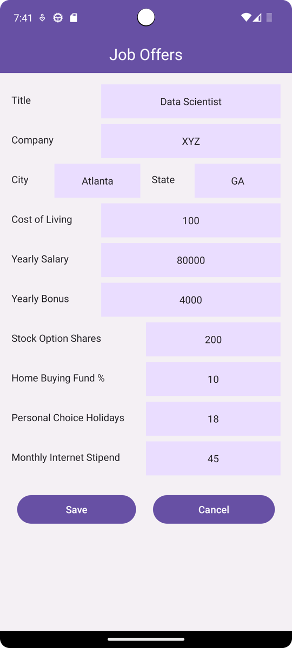 7:41
Job Offers
Title Data Scientist
Company XYZ
City Atlanta State GA
Cost of Living 100
Yearly Salary 80000
Yearly Bonus 4000
Stock Option Shares 200
Home Buying Fund % 10
Personal Choice Holidays 18
Monthly Internet Stipend 45
Save Cancel